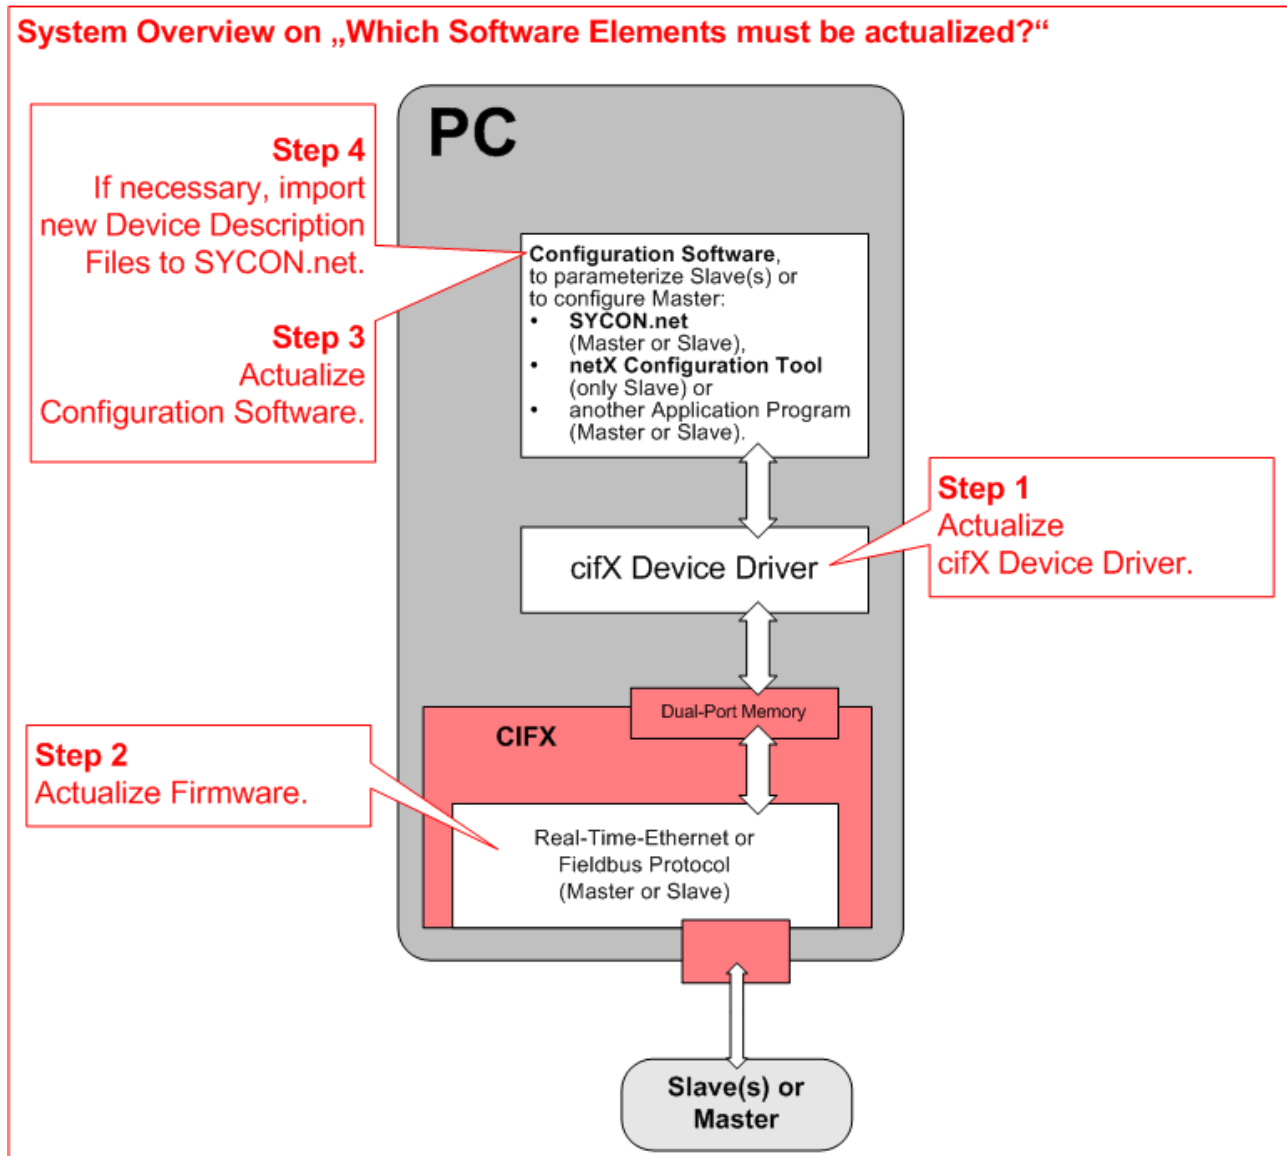 System Overview on „Which Software Elements must be actualized?“
PC
Step 4
If necessary, import
new Device Description
Files to SYCON.net.
Step 3
Actualize
Configuration Software.
Configuration Software,
to parameterize Slave(s) or
to configure Master:
• SYCON.net
(Master or Slave),
• netX Configuration Tool
(only Slave) or
• another Application Program
(Master or Slave).
Step 1
Actualize
cifX Device Driver.
cifX Device Driver
Dual-Port Memory
CIFX
Step 2
Actualize Firmware.
Real-Time-Ethernet or
Fieldbus Protocol
(Master or Slave)
Slave(s) or
Master